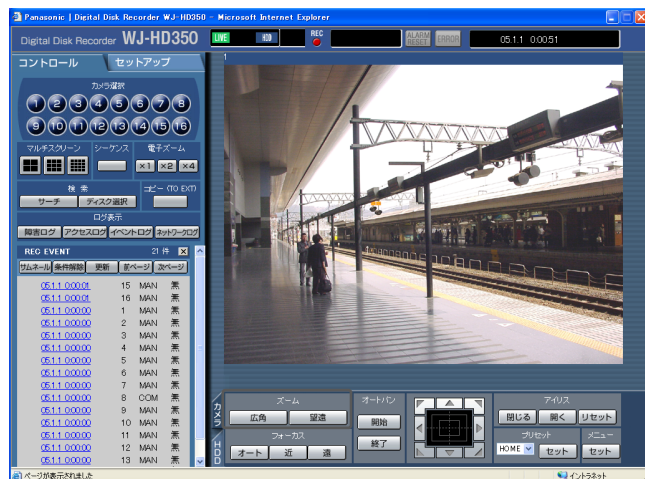 Panasonic | Digital Disk Recorder WJ-HD350 - Microsoft Internet Explorer
Digital Disk Recorder WJ-HD350
LIVE HDD REC ALARM RESET ERROR 05.1.1 0:00:51
コントロール セットアップ
1
カメラ選択
1 2 3 4 5 6 7 8
9 10 11 12 13 14 15 16
マルチスクリーン シーケンス 電子ズーム
×1 ×2 ×4
検 索 コピー (TO EXT)
サーチ ディスク選択
ログ表示
障害ログ アクセスログ イベントログ ネットワークログ
REC EVENT 21 件 X
サムネール 条件解除 更新 前ページ 次ページ
05.1.1 0:00:01 15 MAN 無
05.1.1 0:00:01 16 MAN 無
05.1.1 0:00:00 1 MAN 無
05.1.1 0:00:00 2 MAN 無
05.1.1 0:00:00 3 MAN 無
05.1.1 0:00:00 4 MAN 無
05.1.1 0:00:00 5 MAN 無
05.1.1 0:00:00 6 MAN 無
05.1.1 0:00:00 7 MAN 無
05.1.1 0:00:00 8 COM 無
05.1.1 0:00:00 9 MAN 無
05.1.1 0:00:00 10 MAN 無
05.1.1 0:00:00 11 MAN 無
05.1.1 0:00:00 12 MAN 無
05.1.1 0:00:00 13 MAN 無
カメラ
HDD
ズーム
広角 望遠
フォーカス
オート 近 遠
オートパン
開始
終了
アイリス
閉じる 開く リセット
プリセット メニュー
HOME セット セット
ページが表示されました イントラネット